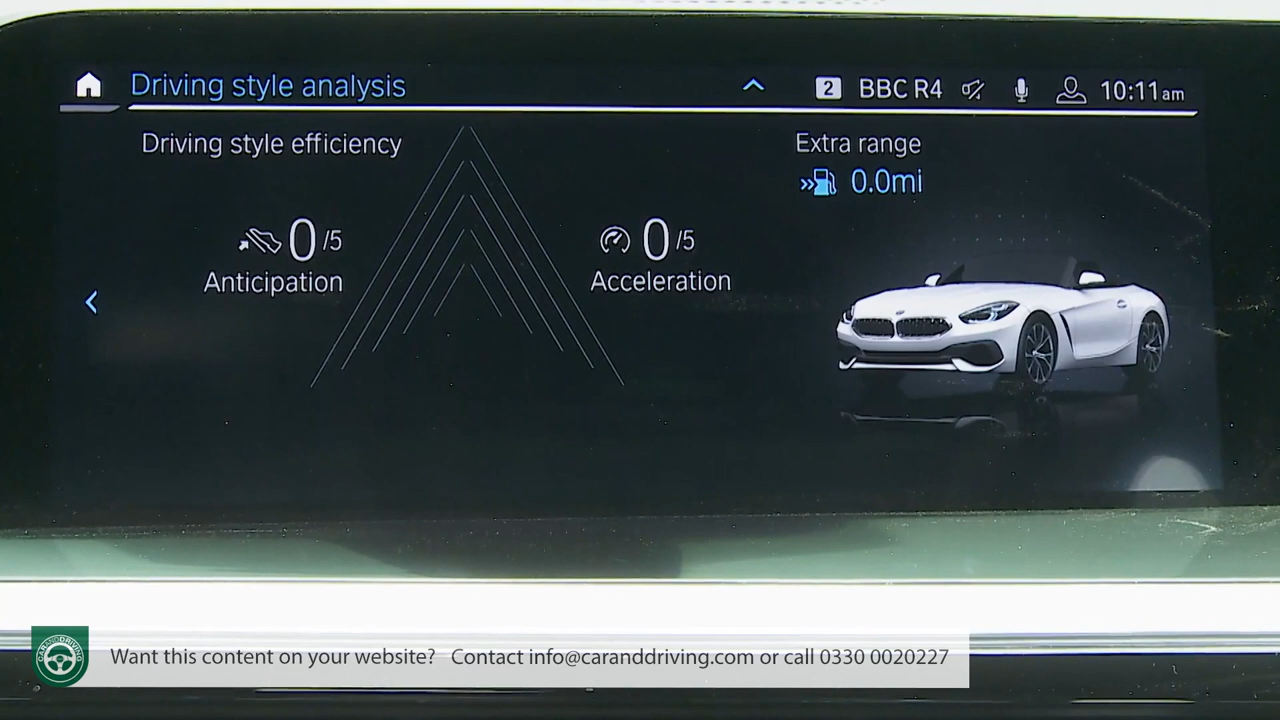 Driving style analysis
2 BBC R4 10:11am
Driving style efficiency
Extra range
0.0mi
0/5
Anticipation
0/5
Acceleration
CARANDDRIVING
Want this content on your website? Contact info@caranddriving.com or call 0330 0020227